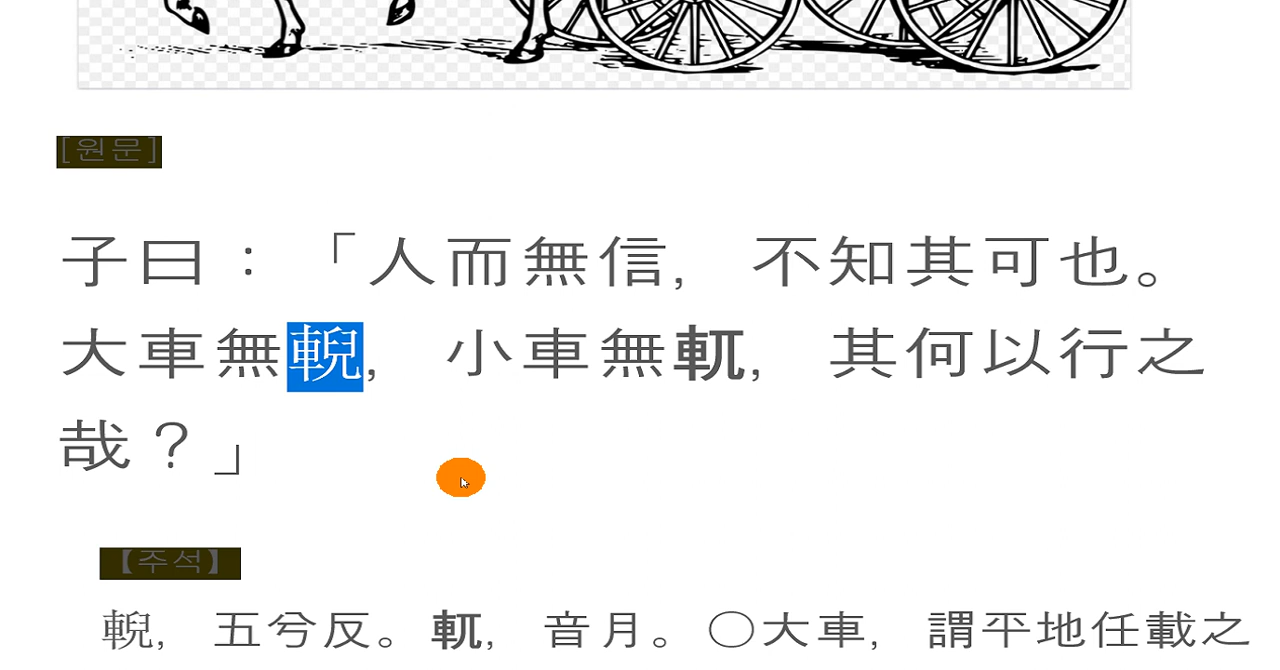 [원문]
子曰：「人而無信, 不知其可也。
大車無輗, 小車無軏, 其何以行之
哉？」
【주석】
輗, 五兮反。軏, 音月。○大車, 謂平地任載之